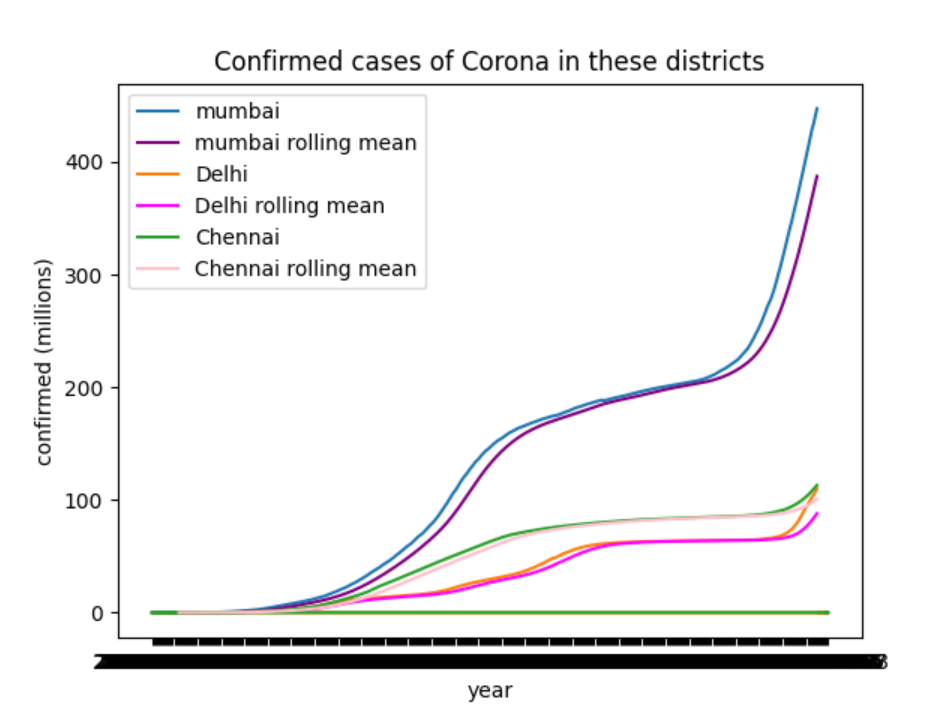 Confirmed cases of Corona in these districts
mumbai
mumbai rolling mean
Delhi
Delhi rolling mean
Chennai
Chennai rolling mean
400
300
200
100
0
confirmed (millions)
year